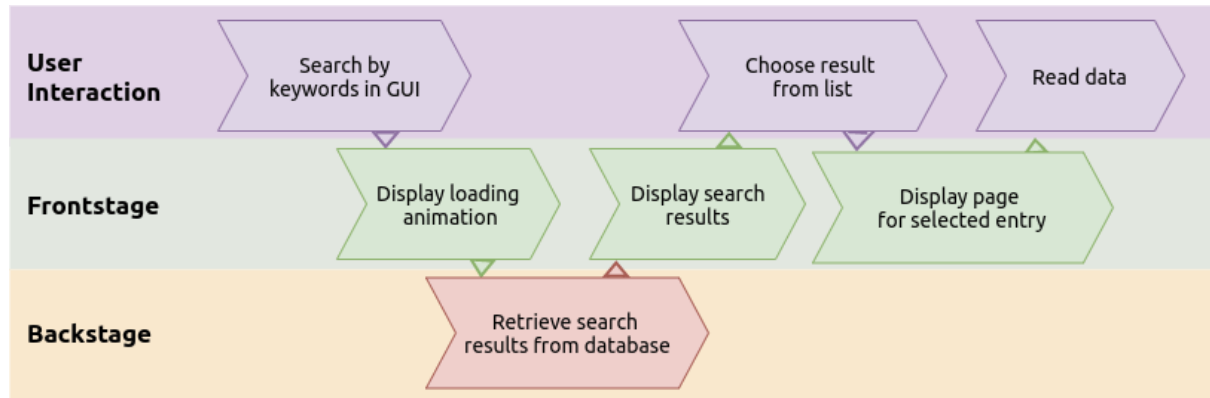 User
Interaction
Search by
keywords in GUI
Choose result
from list
Read data
Frontstage
Display loading
animation
Display search
results
Display page
for selected entry
Backstage
Retrieve search
results from database